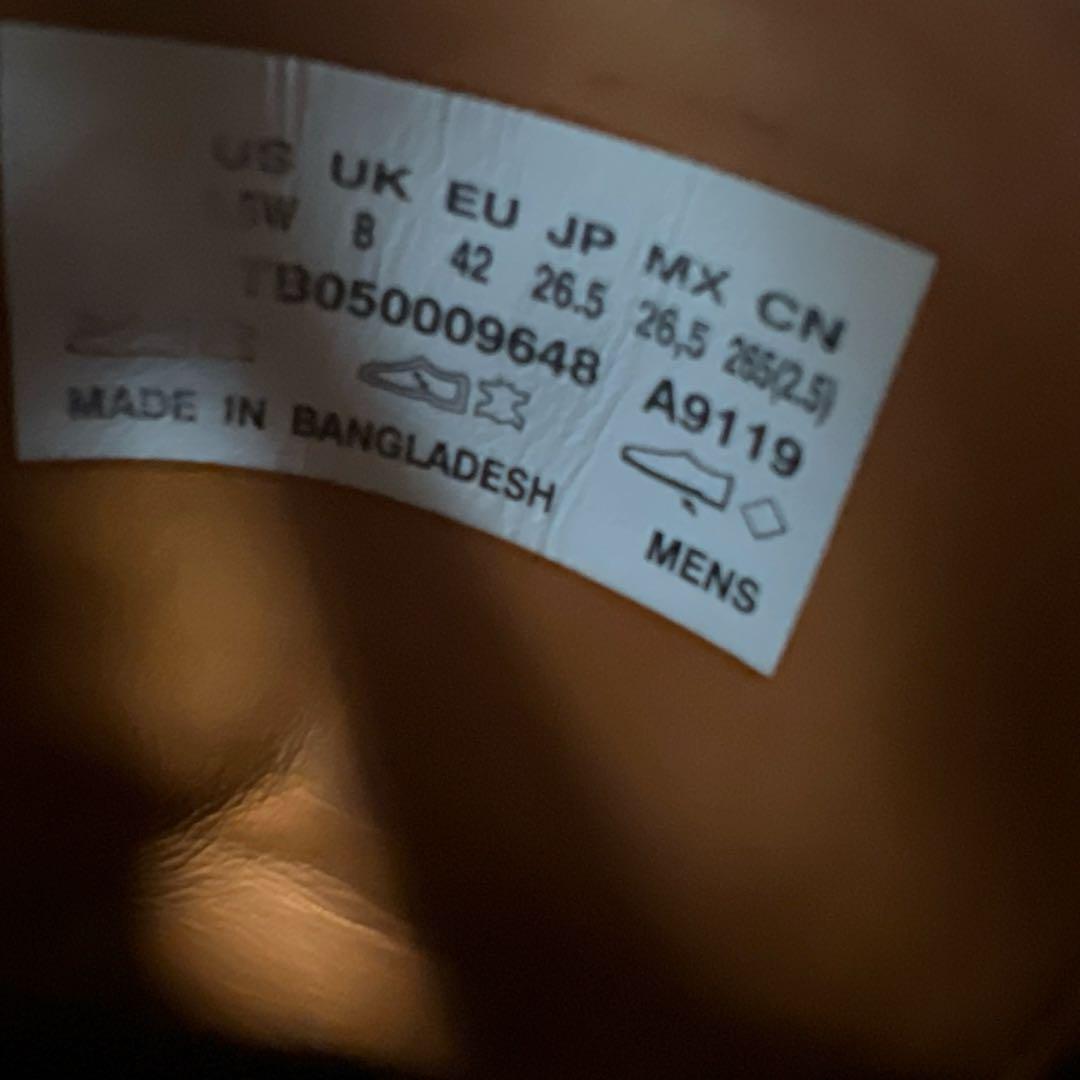 US UK EU JP MX CN
8 42 26.5 26,5 265(2.5)
TB050009648 A9119
MADE IN BANGLADESH MENS